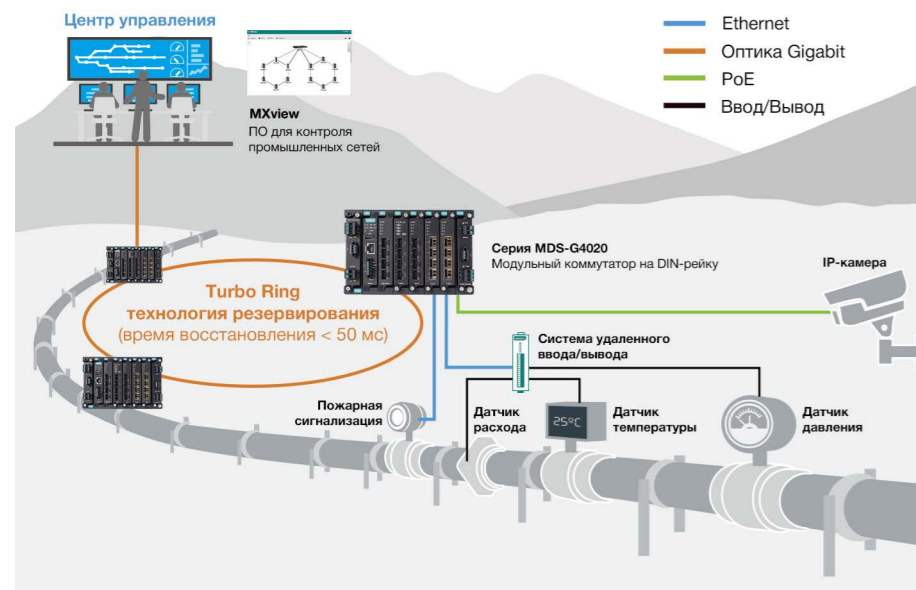 Центр управления
MXview
ПО для контроля
промышленных сетей
Ethernet
Оптика Gigabit
PoE
Ввод/Вывод
Серия MDS-G4020
Модульный коммутатор на DIN-рейку
IP-камера
Turbo Ring
технология резервирования
(время восстановления < 50 мс)
Система удаленного
ввода/вывода
Пожарная
сигнализация
Датчик
расхода
25°C
Датчик
температуры
Датчик
давления